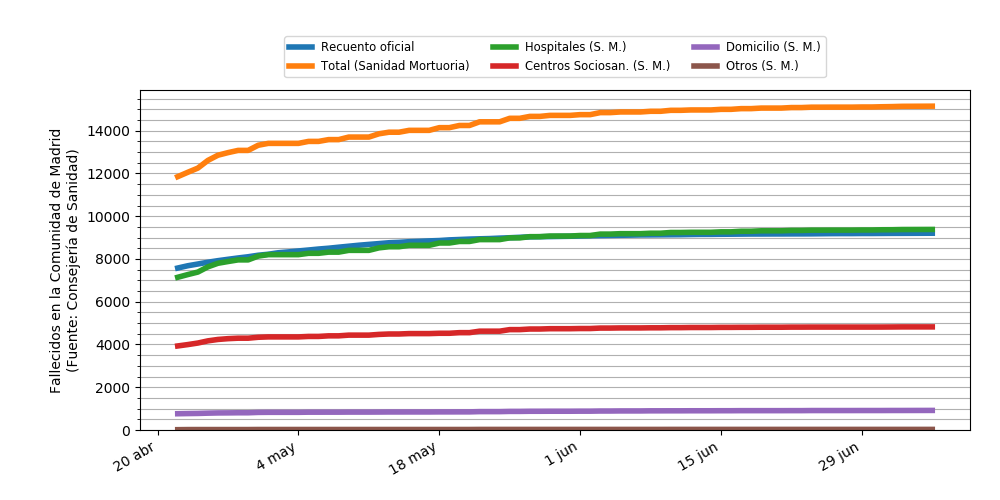 Recuento oficial
Total (Sanidad Mortuoria)
Hospitales (S. M.)
Centros Sociosan. (S. M.)
Domicilio (S. M.)
Otros (S. M.)
Fallecidos en la Comunidad de Madrid
(Fuente: Consejería de Sanidad)
14000
12000
10000
8000
6000
4000
2000
0
20 abr
4 may
18 may
1 jun
15 jun
29 jun